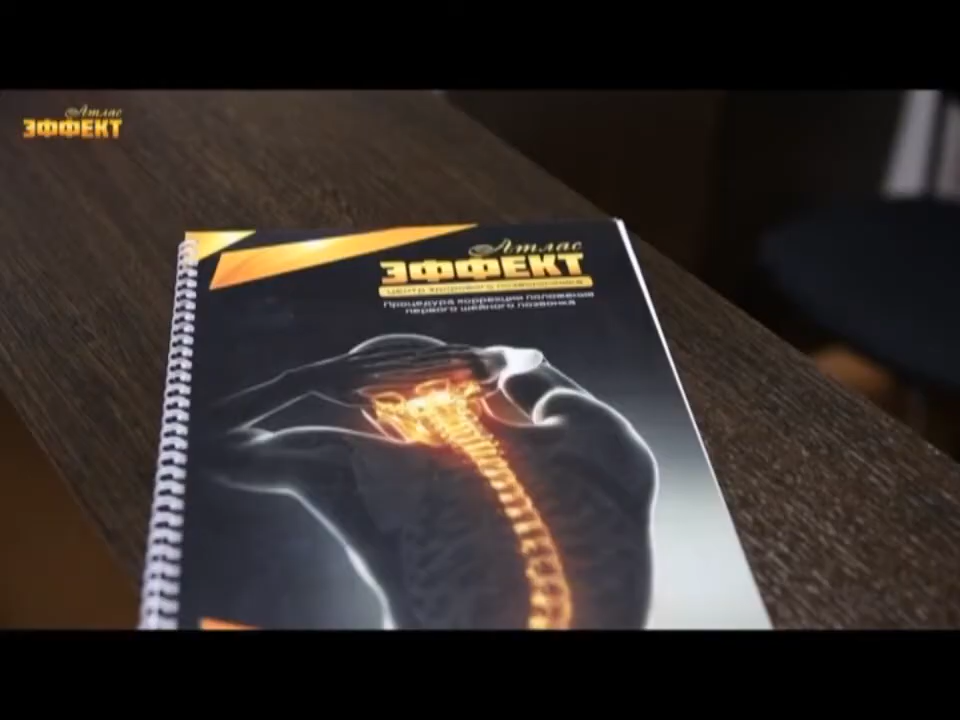 Атлас
ЭФФЕКТ
Атлас
ЭФФЕКТ
центр здорового позвоночника
Процедура коррекции положения
первого шейного позвонка